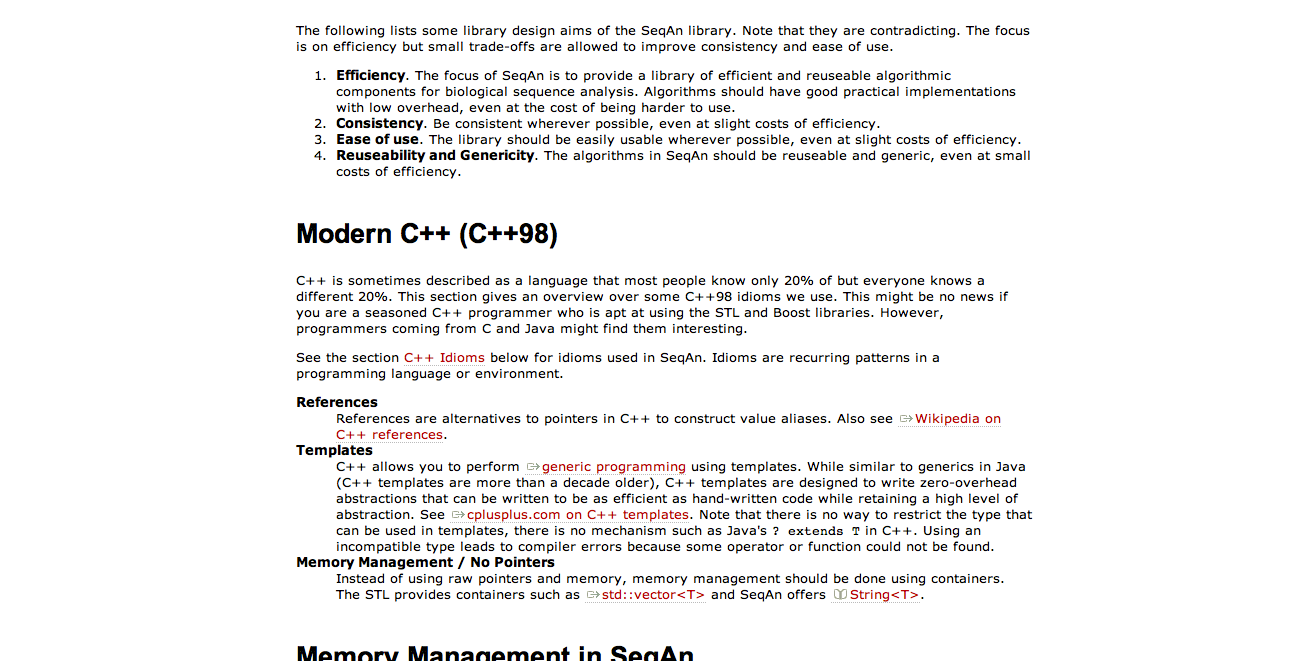 The following lists some library design aims of the SeqAn library. Note that they are contradicting. The focus
is on efficiency but small trade-offs are allowed to improve consistency and ease of use.
1. Efficiency. The focus of SeqAn is to provide a library of efficient and reuseable algorithmic
components for biological sequence analysis. Algorithms should have good practical implementations
with low overhead, even at the cost of being harder to use.
2. Consistency. Be consistent wherever possible, even at slight costs of efficiency.
3. Ease of use. The library should be easily usable wherever possible, even at slight costs of efficiency.
4. Reuseability and Genericity. The algorithms in SeqAn should be reuseable and generic, even at small
costs of efficiency.
Modern C++ (C++98)
C++ is sometimes described as a language that most people know only 20% of but everyone knows a
different 20%. This section gives an overview over some C++98 idioms we use. This might be no news if
you are a seasoned C++ programmer who is apt at using the STL and Boost libraries. However,
programmers coming from C and Java might find them interesting.
See the section C++ Idioms below for idioms used in SeqAn. Idioms are recurring patterns in a
programming language or environment.
References
References are alternatives to pointers in C++ to construct value aliases. Also see Wikipedia on
C++ references.
Templates
C++ allows you to perform generic programming using templates. While similar to generics in Java
(C++ templates are more than a decade older), C++ templates are designed to write zero-overhead
abstractions that can be written to be as efficient as hand-written code while retaining a high level of
abstraction. See cplusplus.com on C++ templates. Note that there is no way to restrict the type that
can be used in templates, there is no mechanism such as Java's ? extends T in C++. Using an
incompatible type leads to compiler errors because some operator or function could not be found.
Memory Management / No Pointers
Instead of using raw pointers and memory, memory management should be done using containers.
The STL provides containers such as std::vector<T> and SeqAn offers String<T>.
Memory Management in SeqAn